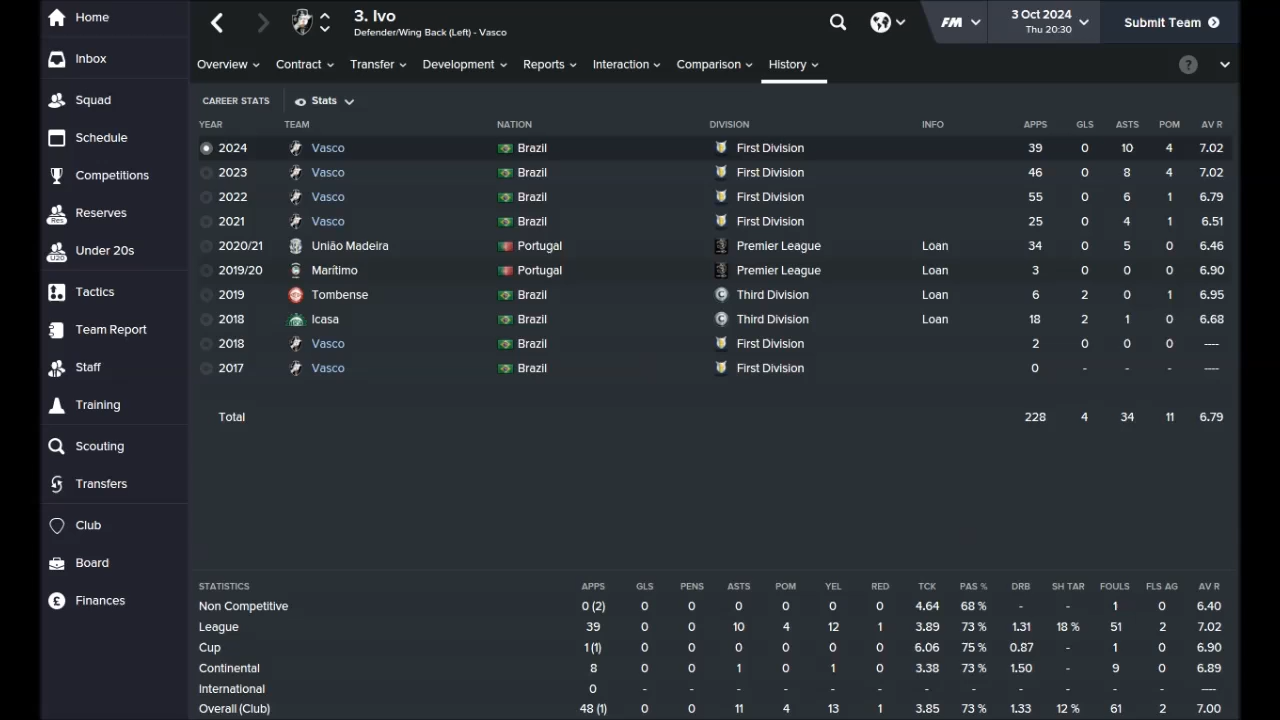 Home
3. Ivo
Defender/Wing Back (Left) - Vasco
FM
3 Oct 2024
Thu 20:30
Submit Team
Inbox
Squad
Schedule
Competitions
Res
Reserves
U20
Under 20s
Tactics
Team Report
Staff
Training
Scouting
Transfers
Club
Board
£ Finances
Overview Contract Transfer Development Reports Interaction Comparison History ?
CAREER STATS Stats
YEAR TEAM NATION DIVISION INFO APPS GLS ASTS POM AV R
2024 Vasco Brazil First Division 39 0 10 4 7.02
2023 Vasco Brazil First Division 46 0 8 4 7.02
2022 Vasco Brazil First Division 55 0 6 1 6.79
2021 Vasco Brazil First Division 25 0 4 1 6.51
2020/21 União Madeira Portugal Premier League Loan 34 0 5 0 6.46
2019/20 Marítimo Portugal Premier League Loan 3 0 0 0 6.90
2019 Tombense Brazil Third Division Loan 6 2 0 1 6.95
2018 Icasa Brazil Third Division Loan 18 2 1 0 6.68
2018 Vasco Brazil First Division 2 0 0 0 ----
2017 Vasco Brazil First Division 0 - - - ----
Total 228 4 34 11 6.79
STATISTICS APPS GLS PENS ASTS POM YEL RED TCK PAS % DRB SH TAR FOULS FLS AG AV R
Non Competitive 0 (2) 0 0 0 0 0 0 4.64 68 % - - 1 0 6.40
League 39 0 0 10 4 12 1 3.89 73 % 1.31 18 % 51 2 7.02
Cup 1 (1) 0 0 0 0 0 0 6.06 75 % 0.87 - 1 0 6.90
Continental 8 0 0 1 0 1 0 3.38 73 % 1.50 - 9 0 6.89
International 0 - - - - - - - - - - - - ----
Overall (Club) 48 (1) 0 0 11 4 13 1 3.85 73 % 1.33 12 % 61 2 7.00